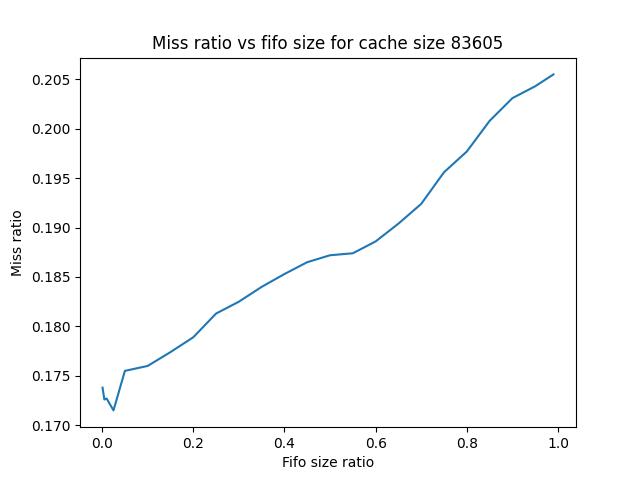 Miss ratio vs fifo size for cache size 83605
0.205
0.200
0.195
0.190
0.185
0.180
0.175
0.170
Miss ratio
0.0 0.2 0.4 0.6 0.8 1.0
Fifo size ratio